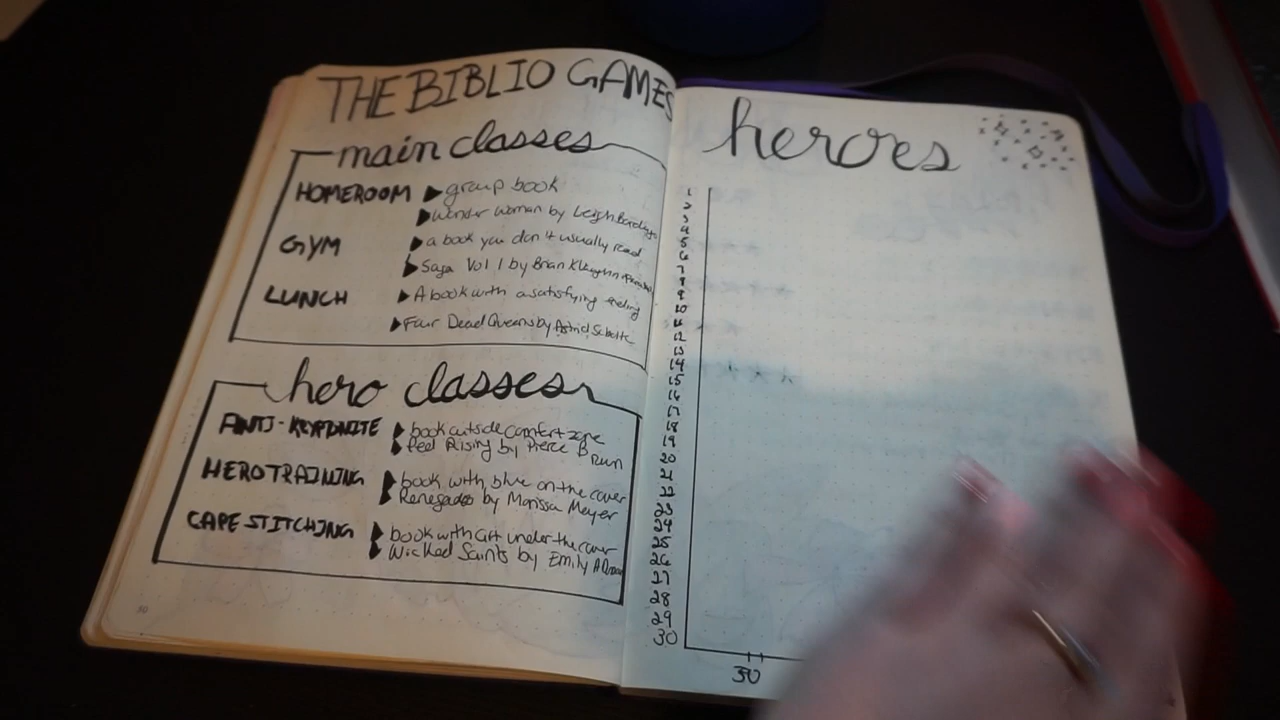 THE BIBLIO GAMES
main classes
HOMEROOM ▶ group book
▶ Wonder Woman by Leigh Bardugo
GYM ▶ a book you don't usually read
▶ Saga Vol 1 by Brian K
LUNCH ▶ A book with a satisfying ending
▶ Four Dead Queens by Astrid Scholte
hero classes
ANTI-KRYPONITE ▶ book outside comfort zone
▶ Red Rising by Pierce Brown
HERO TRAINING ▶ book with blue on the cover
▶ Renegades by Marissa Meyer
CAPE STITCHING ▶ book with art under the cover
▶ Wicked Saints by Emily A
30
heroes
1
2
3
4
5
6
7
8
9
10
11
12
13
14
15
16
17
18
19
20
21
22
23
24
25
26
27
28
29
30
50